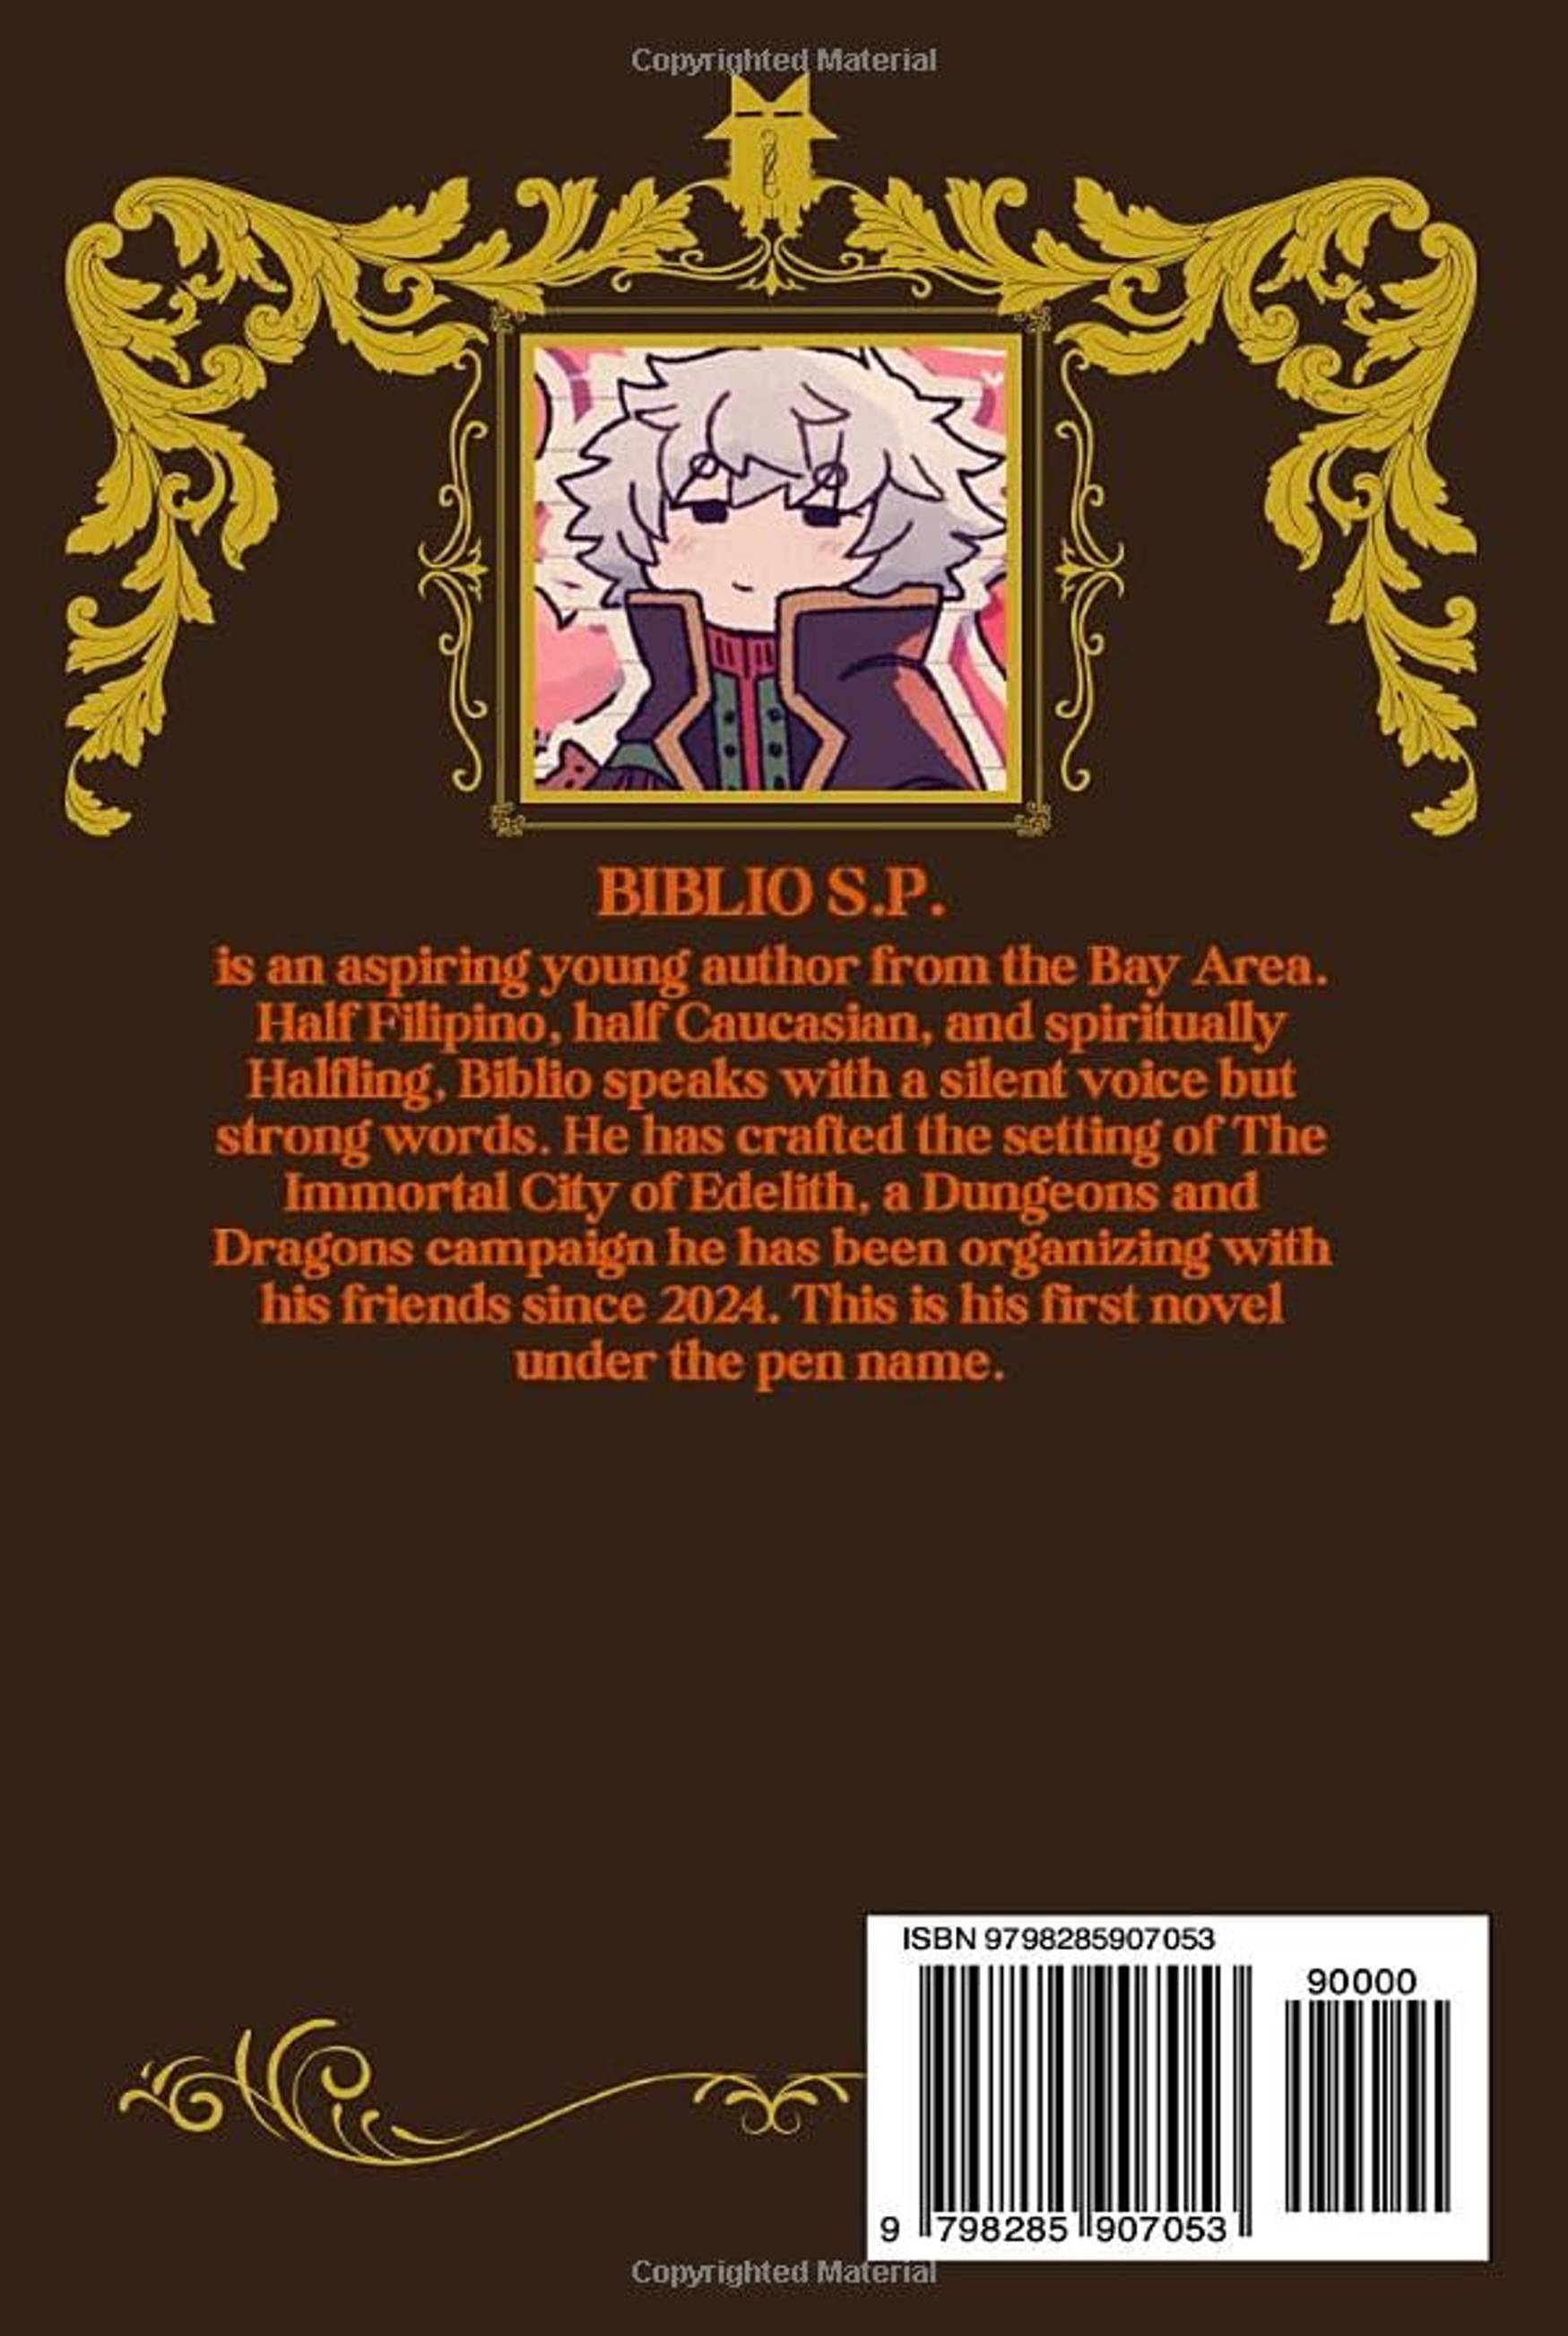 Copyrighted Material
BIBLIO S.P.
is an aspiring young author from the Bay Area.
Half Filipino, half Caucasian, and spiritually
Halfling, Biblio speaks with a silent voice but
strong words. He has crafted the setting of The
Immortal City of Edelith, a Dungeons and
Dragons campaign he has been organizing with
his friends since 2024. This is his first novel
under the pen name.
ISBN 9798285907053
90000
9 798285 907053
Copyrighted Material